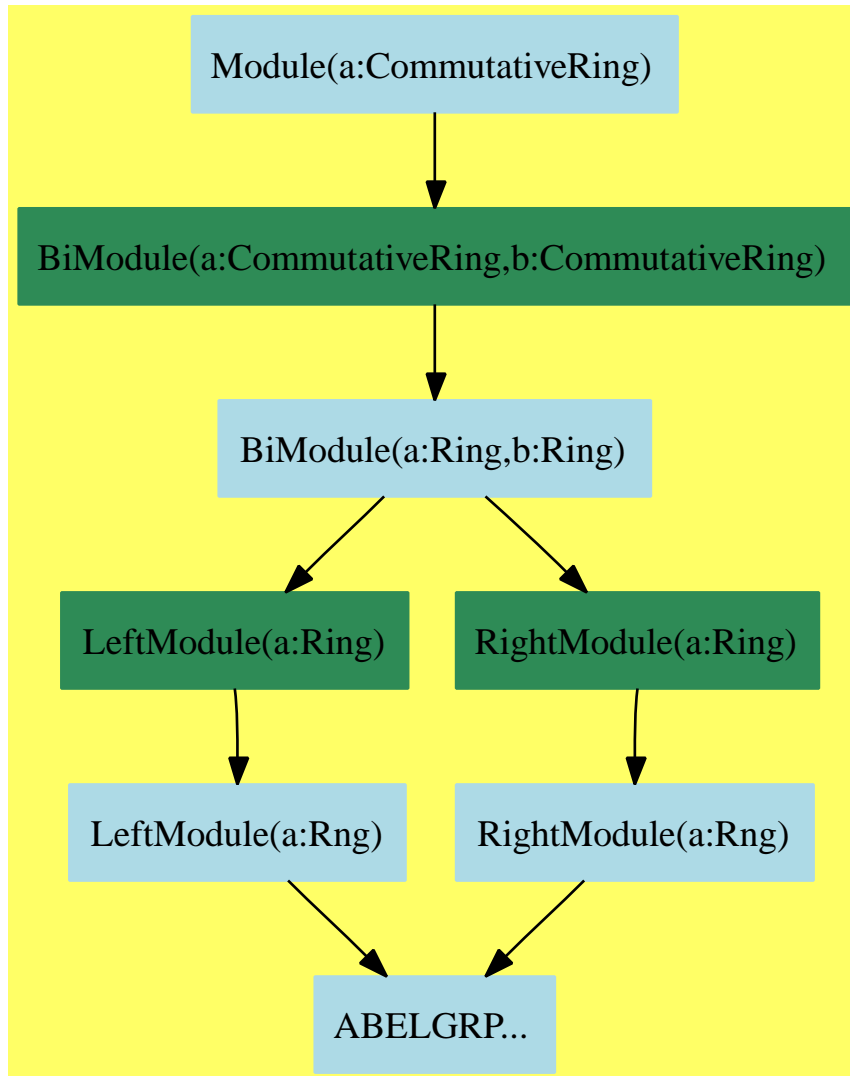 Module(a:CommutativeRing)
BiModule(a:CommutativeRing,b:CommutativeRing)
BiModule(a:Ring,b:Ring)
LeftModule(a:Ring)
RightModule(a:Ring)
LeftModule(a:Rng)
RightModule(a:Rng)
ABELGRP...